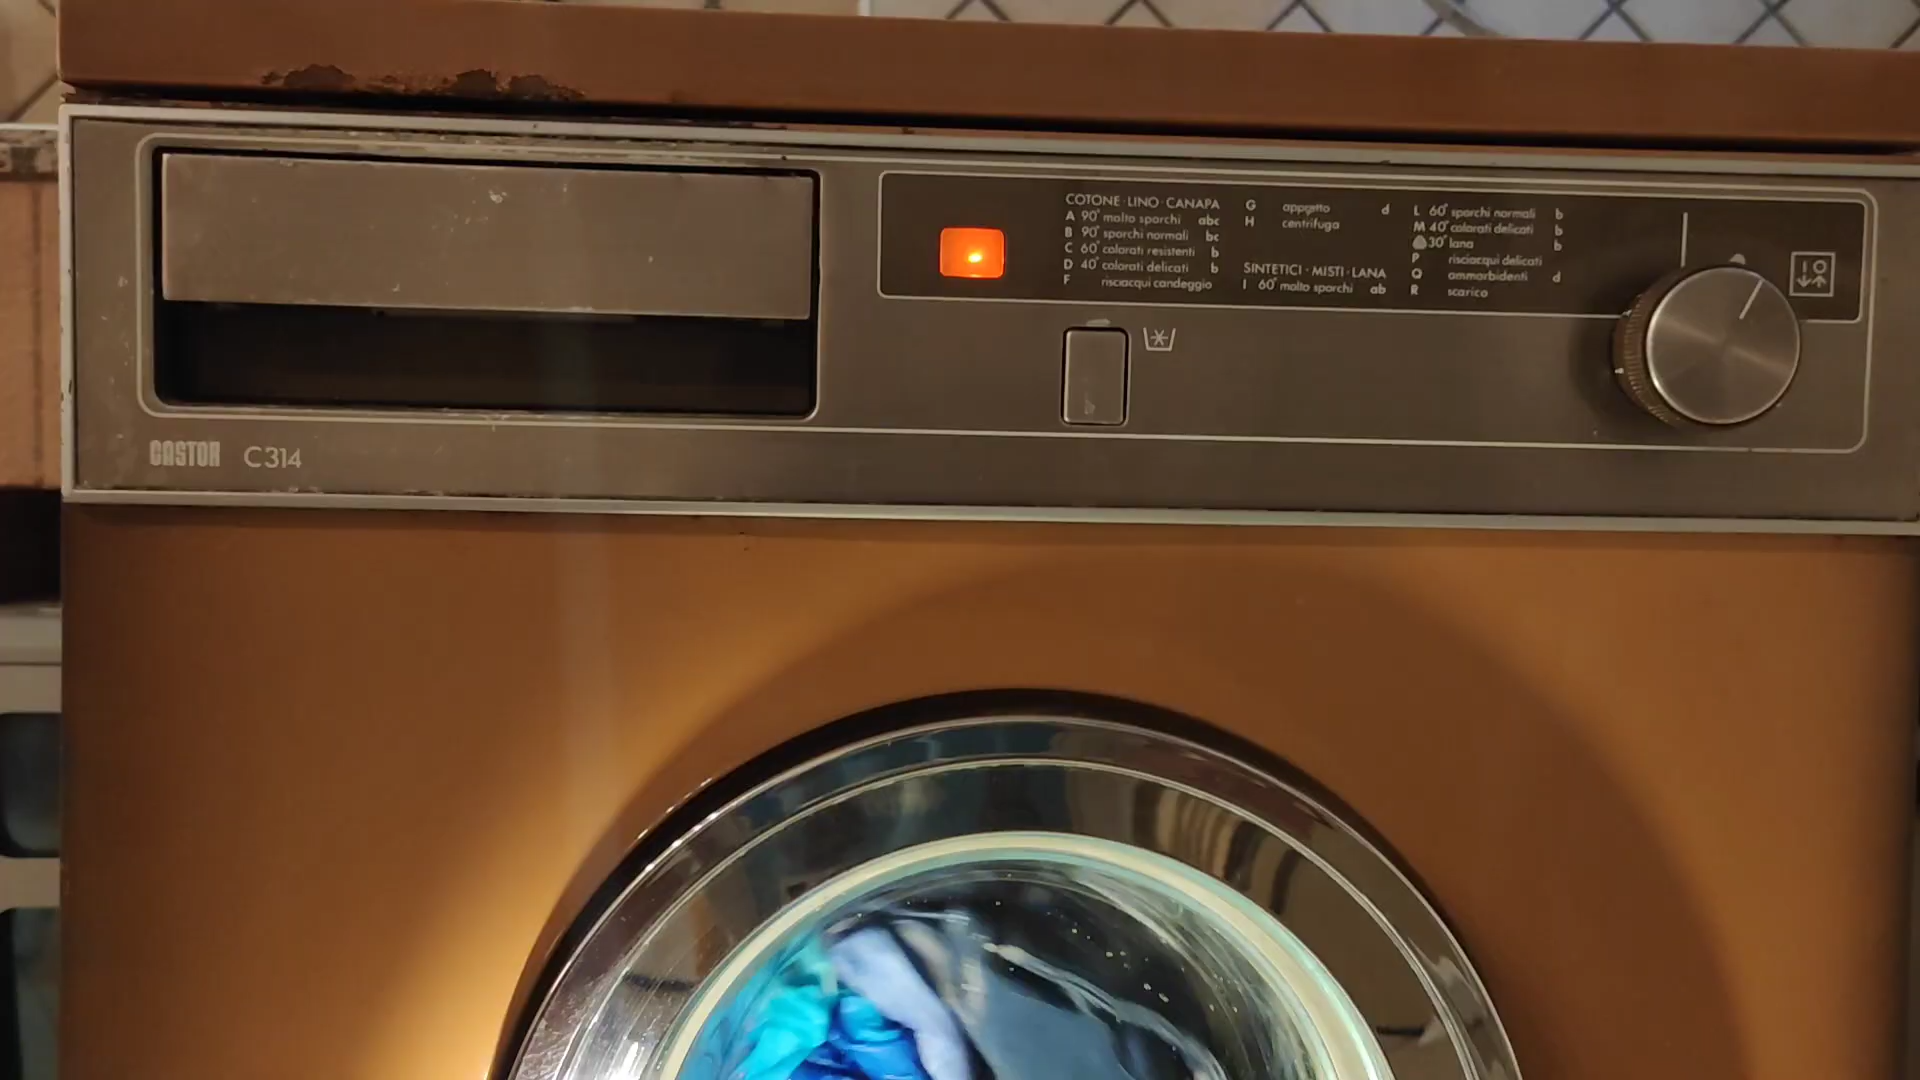 COTONE·LINO·CANAPA
A 90° molto sporchi abc
B 90° sporchi normali bc
C 60° colorati resistenti b
D 40° colorati delicati b
F risciacqui candeggio
G appretto d
H centrifuga
SINTETICI·MISTI·LANA
I 60° molto sporchi ab
L 60° sporchi normali b
M 40° colorati delicati b
30° lana b
P risciacqui delicati
Q ammorbidenti d
R scarico
CASTOR C314